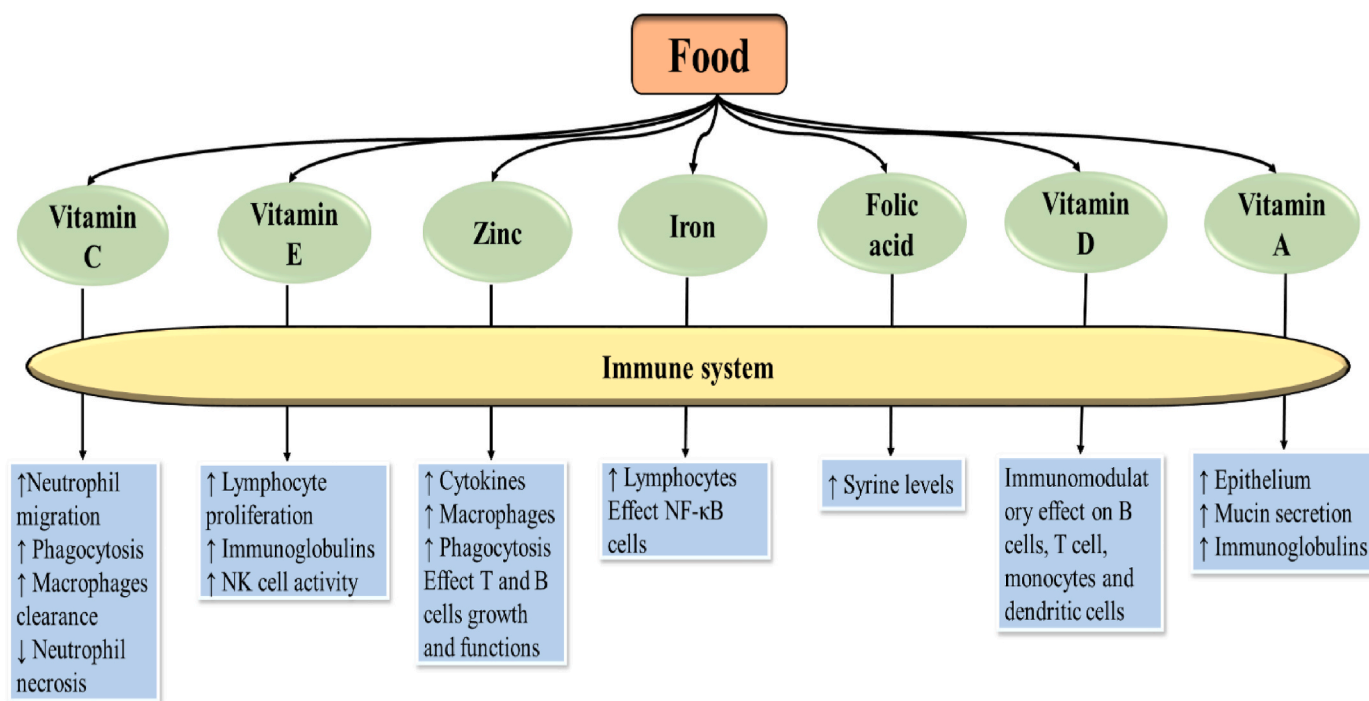 Food
Vitamin
C
Vitamin
E
Zinc
Iron
Folic
acid
Vitamin
D
Vitamin
A
Immune system
↑Neutrophil
migration
↑ Phagocytosis
↑ Macrophages
clearance
↓ Neutrophil
necrosis
↑ Lymphocyte
proliferation
↑ Immunoglobulins
↑ NK cell activity
↑ Cytokines
↑ Macrophages
↑ Phagocytosis
Effect T and B
cells growth
and functions
↑ Lymphocytes
Effect NF-κB
cells
↑ Syrine levels
Immunomodulat
ory effect on B
cells, T cell,
monocytes and
dendritic cells
↑ Epithelium
↑ Mucin secretion
↑ Immunoglobulins